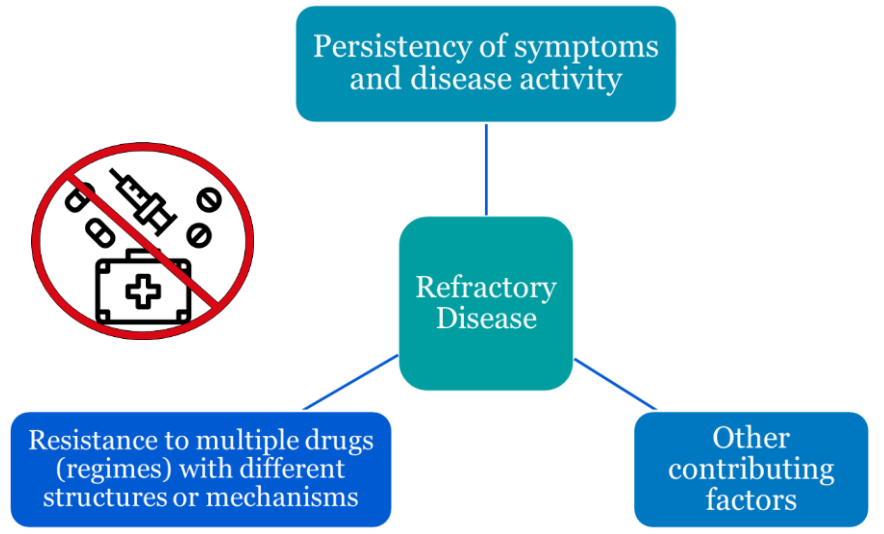 Persistency of symptoms
and disease activity
Refractory
Disease
Resistance to multiple drugs
(regimes) with different
structures or mechanisms
Other
contributing
factors